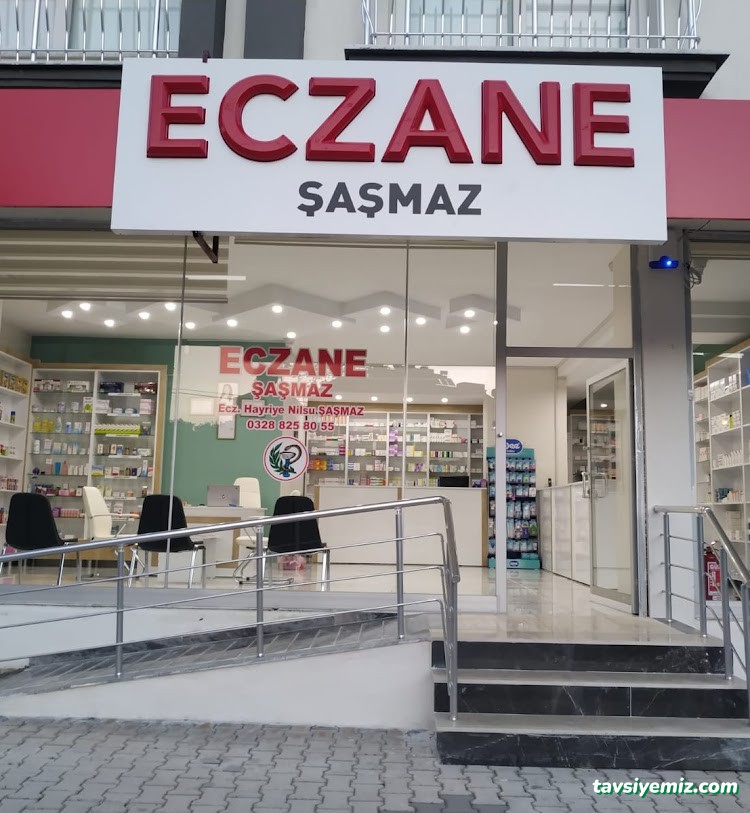 ECZANE
ŞAŞMAZ
ECZANE
ŞAŞMAZ
Ecz. Hayriye Nilsu ŞAŞMAZ
0328 825 80 55
tavsiyemiz.com